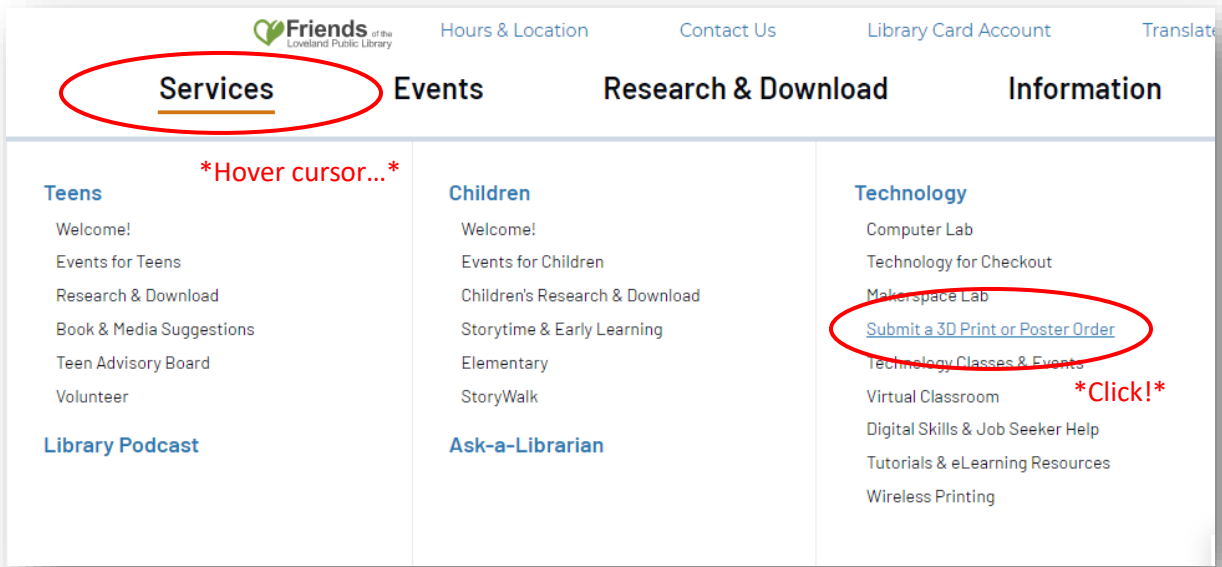 Friends of the
Loveland Public Library
Hours & Location
Contact Us
Library Card Account
Translate
Services
Events
Research & Download
Information
*Hover cursor...*
Teens
Welcome!
Events for Teens
Research & Download
Book & Media Suggestions
Teen Advisory Board
Volunteer
Library Podcast
Children
Welcome!
Events for Children
Children's Research & Download
Storytime & Early Learning
Elementary
StoryWalk
Ask-a-Librarian
Technology
Computer Lab
Technology for Checkout
Makerspace Lab
Submit a 3D Print or Poster Order
Technology Classes & Events
*Click!*
Virtual Classroom
Digital Skills & Job Seeker Help
Tutorials & eLearning Resources
Wireless Printing